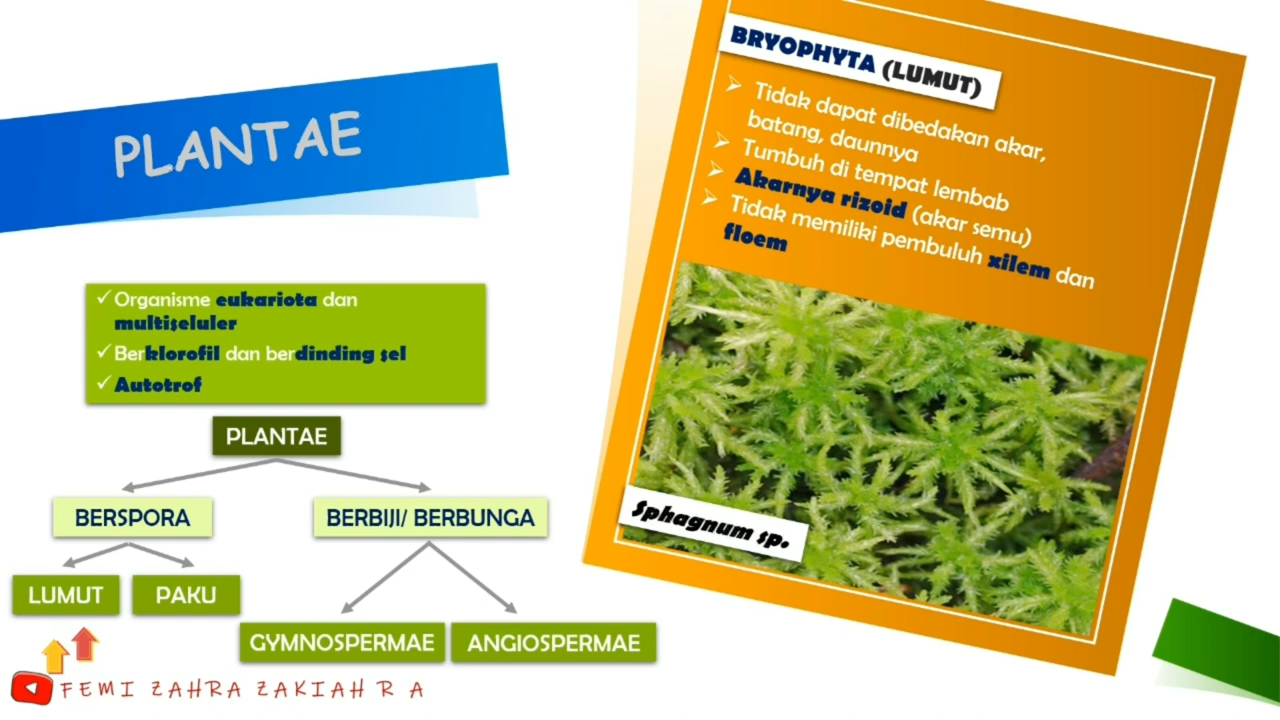 PLANTAE
Organisme eukariota dan
multiseluler
Berklorofil dan berdinding sel
Autotrof
PLANTAE
BERSPORA
BERBIJI/ BERBUNGA
LUMUT
PAKU
GYMNOSPERMAE
ANGIOSPERMAE
FEMI ZAHRA ZAKIAH R A
BRYOPHYTA (LUMUT)
Tidak dapat dibedakan akar,
batang, daunnya
Tumbuh di tempat lembab
Akarnya rizoid (akar semu)
Tidak memiliki pembuluh xilem dan
floem
Sphagnum sp.